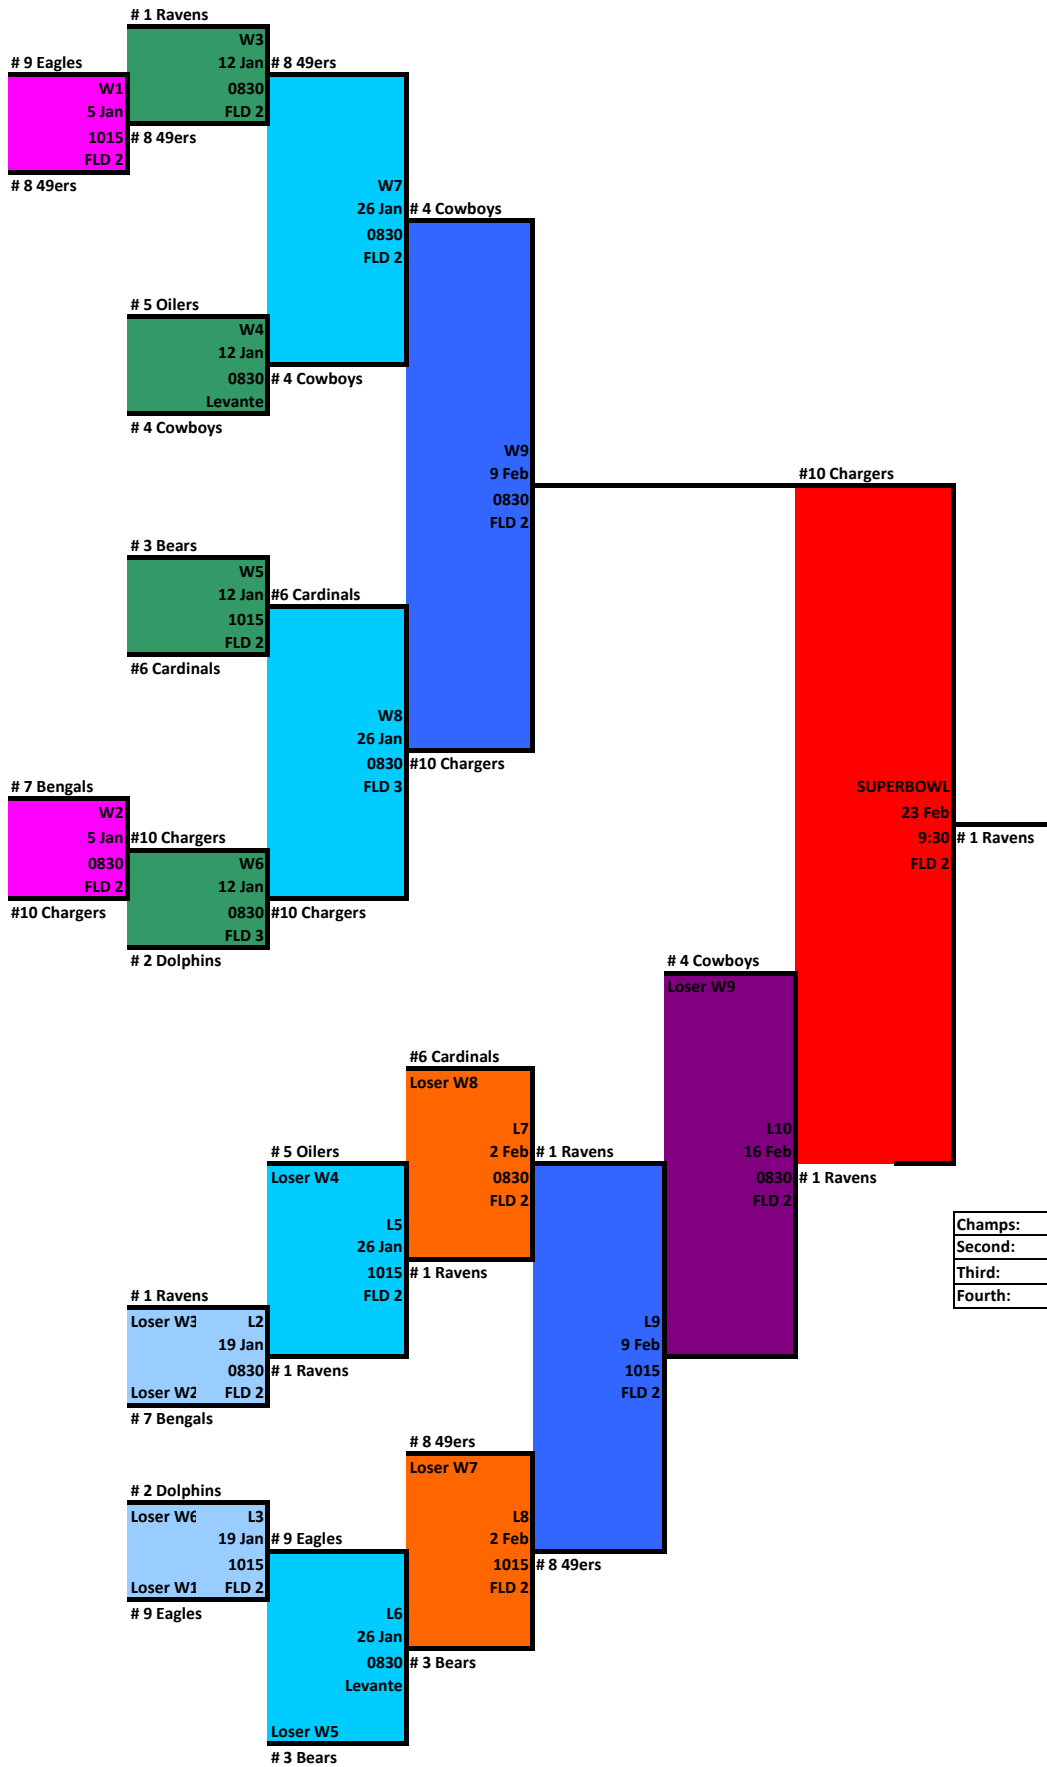 # 1 Ravens
W3
# 9 Eagles
12 Jan
# 8 49ers
W1
0830
5 Jan
FLD 2
1015
# 8 49ers
FLD 2
# 8 49ers
W7
26 Jan
# 4 Cowboys
0830
FLD 2
# 5 Oilers
W4
12 Jan
0830
# 4 Cowboys
Levante
# 4 Cowboys
W9
9 Feb
#10 Chargers
0830
FLD 2
# 3 Bears
W5
12 Jan
#6 Cardinals
1015
FLD 2
#6 Cardinals
W8
26 Jan
0830
#10 Chargers
FLD 3
# 7 Bengals
SUPERBOWL
W2
23 Feb
5 Jan
#10 Chargers
9:30
# 1 Ravens
0830
W6
FLD 2
FLD 2
12 Jan
#10 Chargers
0830
#10 Chargers
FLD 3
# 2 Dolphins
# 4 Cowboys
Loser W9
#6 Cardinals
Loser W8
L7
L10
# 5 Oilers
2 Feb
# 1 Ravens
16 Feb
Loser W4
0830
0830
# 1 Ravens
FLD 2
FLD 2
L5
Champs:
26 Jan
Second:
1015
# 1 Ravens
Third:
FLD 2
# 1 Ravens
Fourth:
Loser W3
L2
L9
19 Jan
9 Feb
0830
# 1 Ravens
1015
Loser W2
FLD 2
FLD 2
# 7 Bengals
# 8 49ers
Loser W7
# 2 Dolphins
Loser W6
L3
L8
19 Jan
# 9 Eagles
2 Feb
1015
1015
# 8 49ers
Loser W1
FLD 2
FLD 2
# 9 Eagles
L6
26 Jan
0830
# 3 Bears
Levante
Loser W5
# 3 Bears